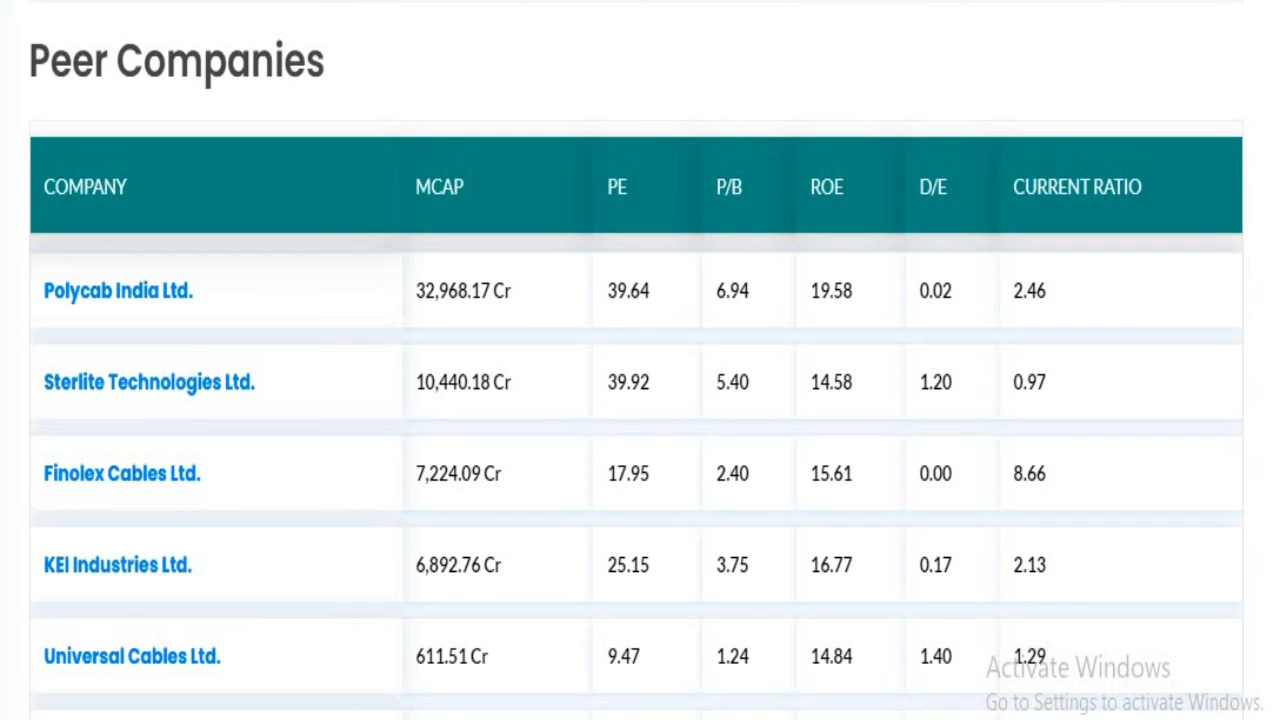 Peer Companies
COMPANY MCAP PE P/B ROE D/E CURRENT RATIO
Polycab India Ltd. 32,968.17 Cr 39.64 6.94 19.58 0.02 2.46
Sterlite Technologies Ltd. 10,440.18 Cr 39.92 5.40 14.58 1.20 0.97
Finolex Cables Ltd. 7,224.09 Cr 17.95 2.40 15.61 0.00 8.66
KEI Industries Ltd. 6,892.76 Cr 25.15 3.75 16.77 0.17 2.13
Universal Cables Ltd. 611.51 Cr 9.47 1.24 14.84 1.40 1.29
Activate Windows
Go to Settings to activate Windows.